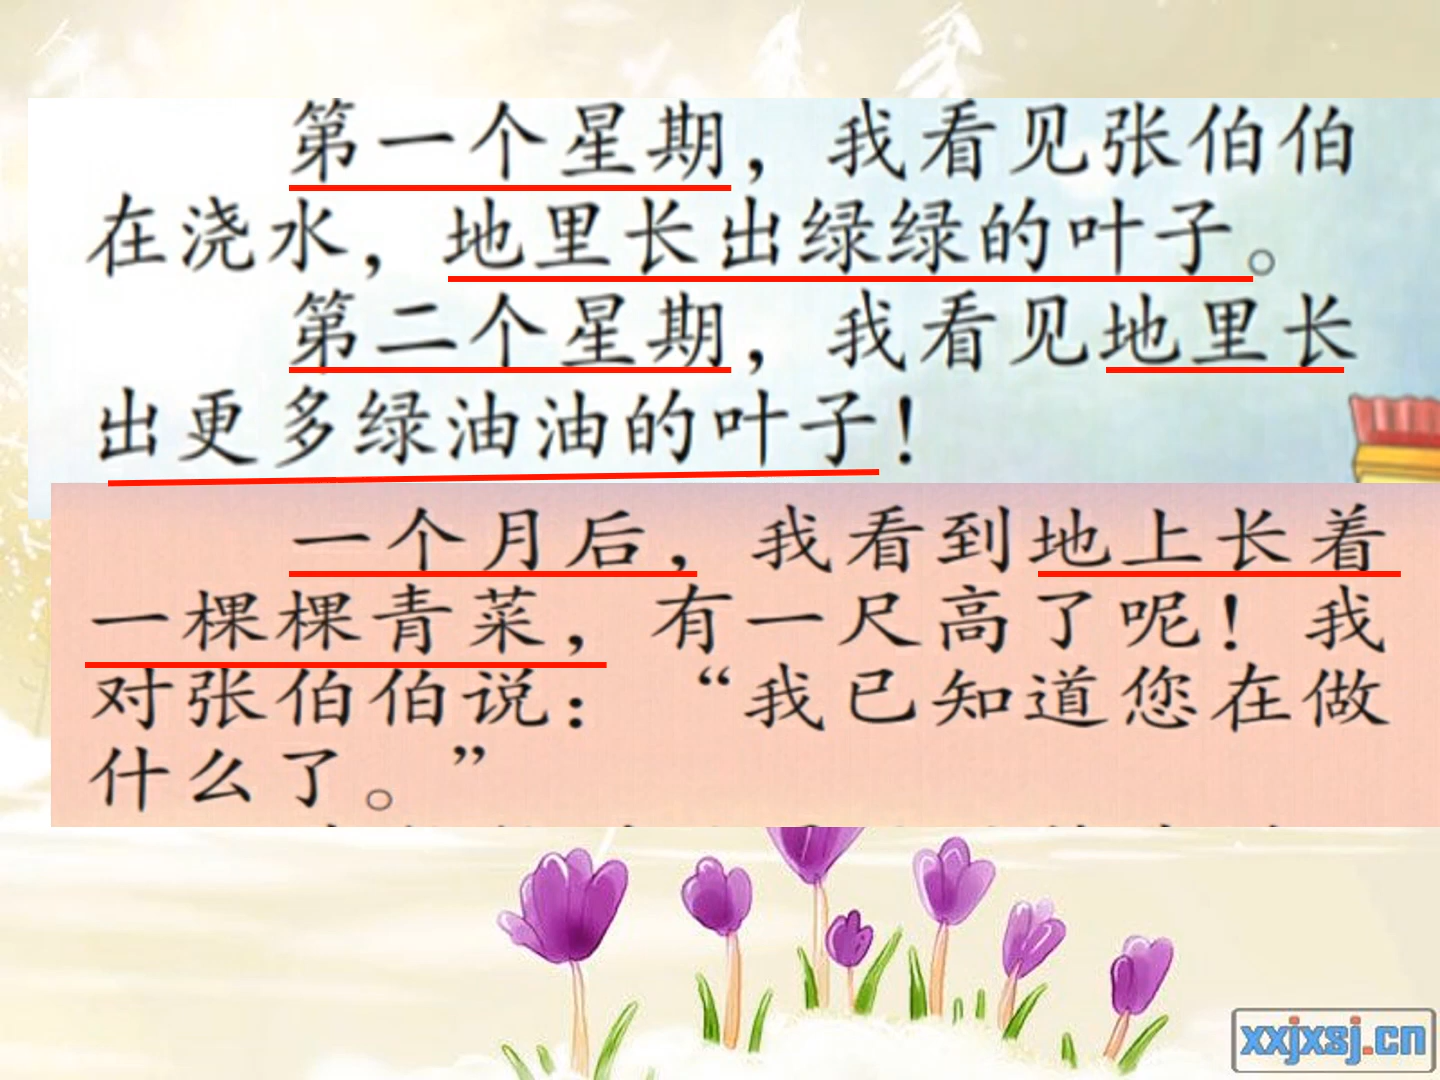 第一个星期，我看见张伯伯
在浇水，地里长出绿绿的叶子。
第二个星期，我看见地里长
出更多绿油油的叶子！
一个月后，我看到地上长着
一棵棵青菜，有一尺高了呢！我
对张伯伯说：“我已知道您在做
什么了。”
xxjxsj.cn